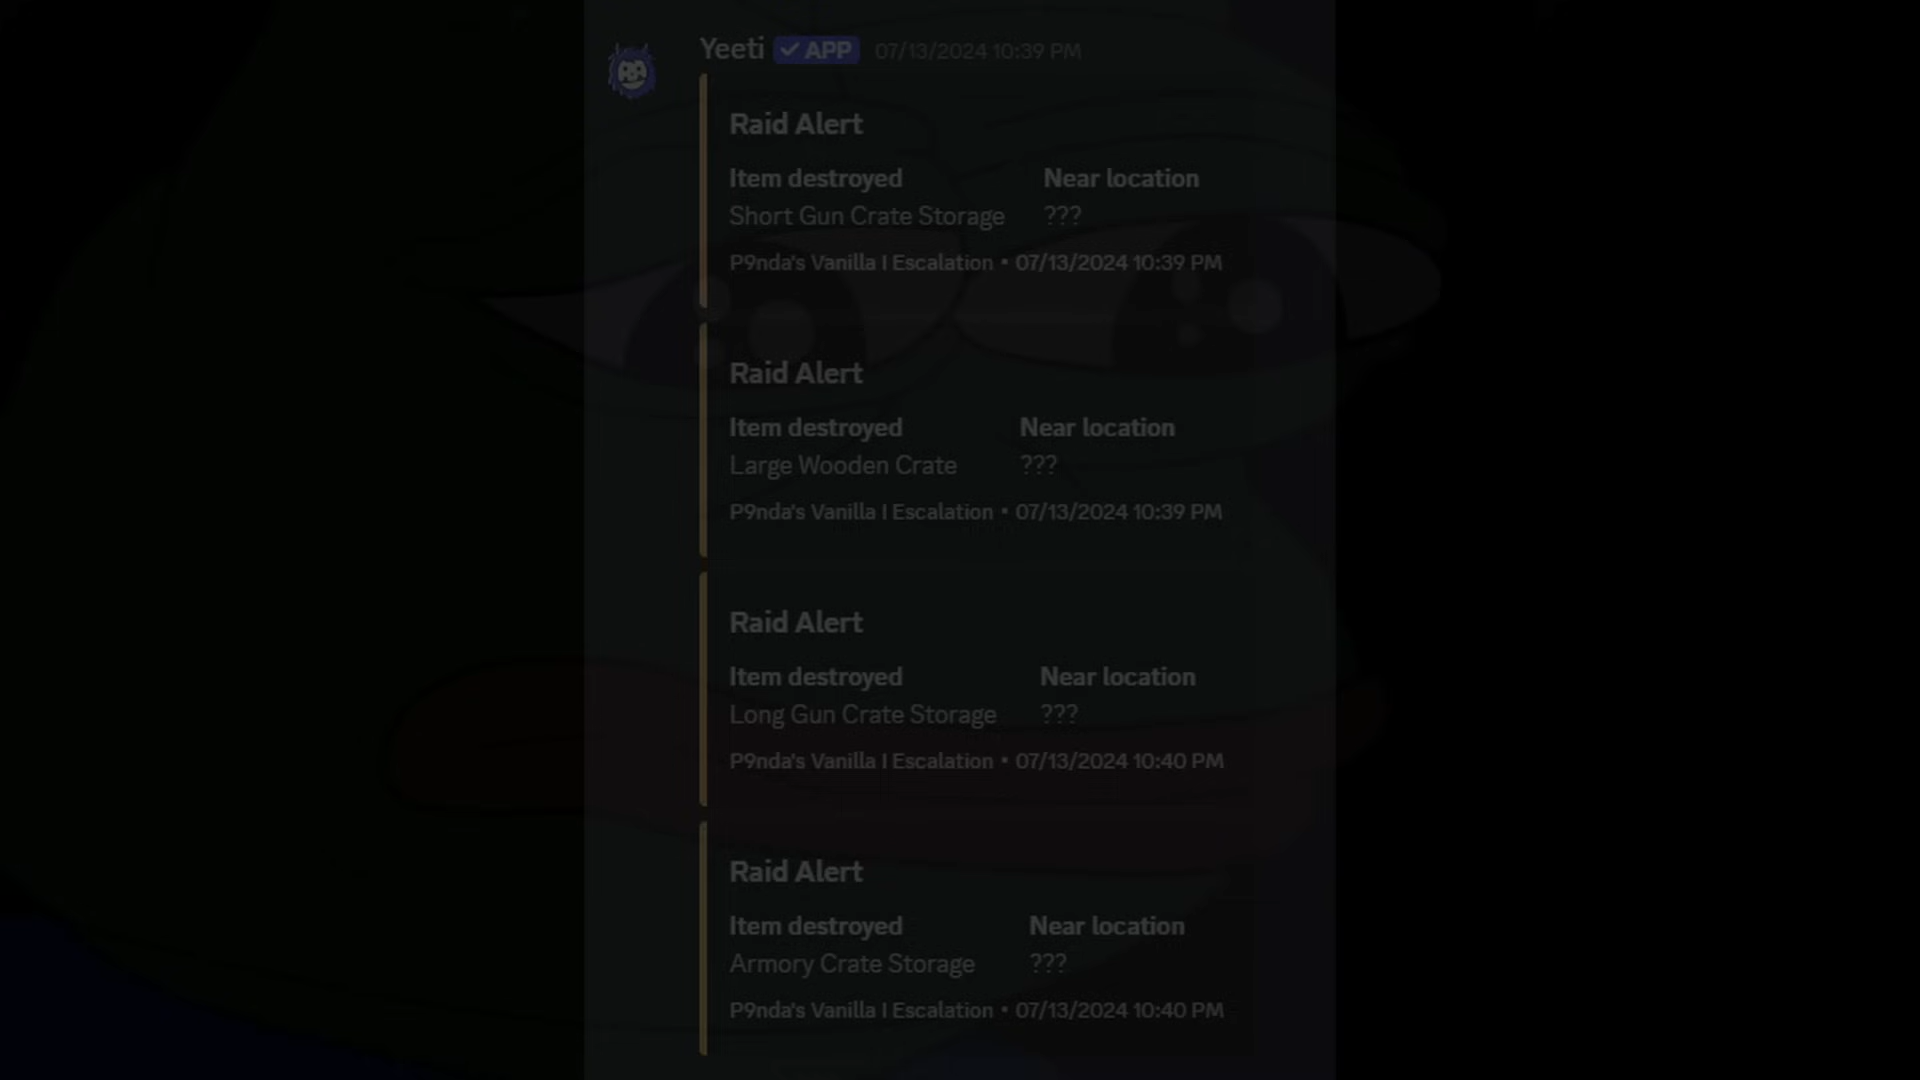 Yeeti ✓ APP 07/13/2024 10:39 PM
Raid Alert
Item destroyed Near location
Short Gun Crate Storage ???
P9nda's Vanilla | Escalation • 07/13/2024 10:39 PM
Raid Alert
Item destroyed Near location
Large Wooden Crate ???
P9nda's Vanilla | Escalation • 07/13/2024 10:39 PM
Raid Alert
Item destroyed Near location
Long Gun Crate Storage ???
P9nda's Vanilla | Escalation • 07/13/2024 10:40 PM
Raid Alert
Item destroyed Near location
Armory Crate Storage ???
P9nda's Vanilla | Escalation • 07/13/2024 10:40 PM